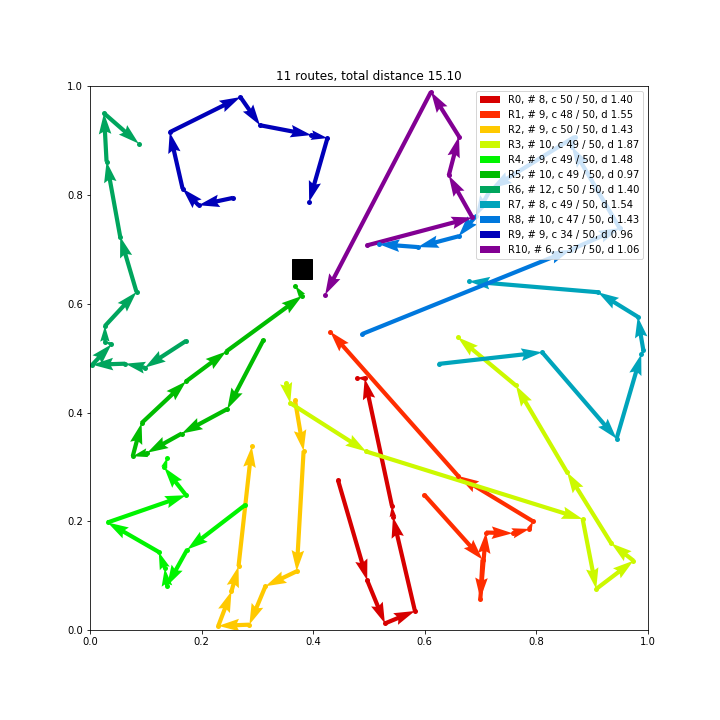 11 routes, total distance 15.10
R0, # 8, c 50 / 50, d 1.40
R1, # 9, c 48 / 50, d 1.55
R2, # 9, c 50 / 50, d 1.43
R3, # 10, c 49 / 50, d 1.87
R4, # 9, c 49 / 50, d 1.48
R5, # 10, c 49 / 50, d 0.97
R6, # 12, c 50 / 50, d 1.40
R7, # 8, c 49 / 50, d 1.54
R8, # 10, c 47 / 50, d 1.43
R9, # 9, c 34 / 50, d 0.96
R10, # 6, c 37 / 50, d 1.06
1.0
0.8
0.6
0.4
0.2
0.0
0.0 0.2 0.4 0.6 0.8 1.0